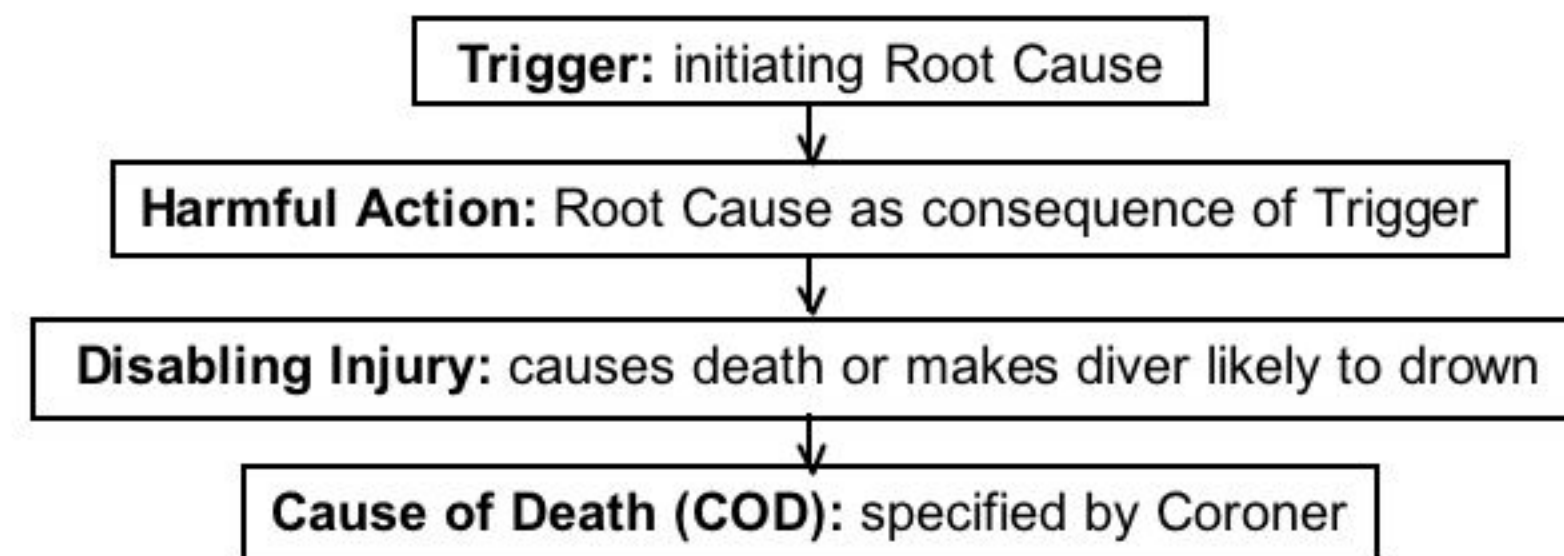 Trigger: initiating Root Cause
Harmful Action: Root Cause as consequence of Trigger
Disabling Injury: causes death or makes diver likely to drown
Cause of Death (COD): specified by Coroner